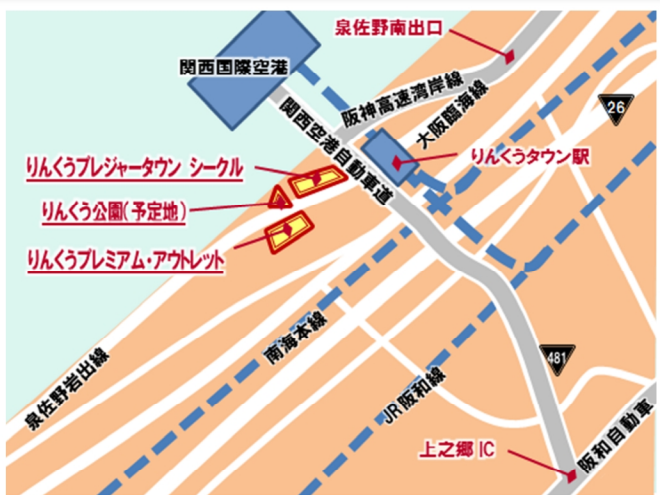 泉佐野南出口
関西国際空港
阪神高速湾岸線
大阪臨海線
26
関西空港自動車道
りんくうタウン駅
りんくうプレジャータウン シークル
りんくう公園(予定地)
りんくうプレミアム・アウトレット
南海本線
泉佐野岩出線
481
JR阪和線
上之郷 IC
阪和自動車